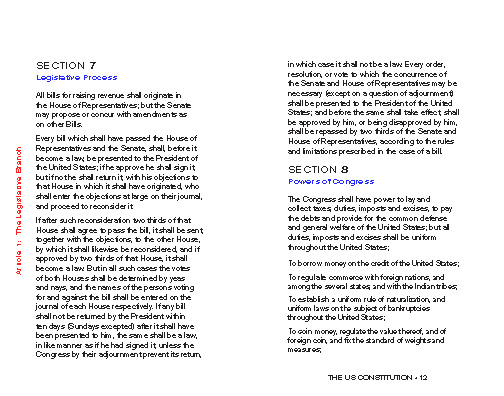 SECTION 7
Legislative Process
All bills for raising revenue shall originate in
the House of Representatives; but the Senate
may propose or concur with amendments as
on other Bills.
Every bill which shall have passed the House of
Representatives and the Senate, shall, before it
become a law, be presented to the President of
the United States; if he approve he shall sign it,
but if not he shall return it, with his objections to
that House in which it shall have originated, who
shall enter the objections at large on their journal,
and proceed to reconsider it.
If after such reconsideration two thirds of that
House shall agree to pass the bill, it shall be sent,
together with the objections, to the other House,
by which it shall likewise be reconsidered, and if
approved by two thirds of that House, it shall
become a law. But in all such cases the votes
of both Houses shall be determined by yeas
and nays, and the names of the persons voting
for and against the bill shall be entered on the
journal of each House respectively. If any bill
shall not be returned by the President within
ten days (Sundays excepted) after it shall have
been presented to him, the same shall be a law,
in like manner as if he had signed it, unless the
Congress by their adjournment prevent its return,
in which case it shall not be a law. Every order,
resolution, or vote to which the concurrence of
the Senate and House of Representatives may be
necessary (except on a question of adjournment)
shall be presented to the President of the United
States; and before the same shall take effect, shall
be approved by him, or being disapproved by him,
shall be repassed by two thirds of the Senate and
House of Representatives, according to the rules
and limitations prescribed in the case of a bill.
SECTION 8
Powers of Congress
The Congress shall have power to lay and
collect taxes, duties, imposts and excises, to pay
the debts and provide for the common defense
and general welfare of the United States; but all
duties, imposts and excises shall be uniform
throughout the United States;
To borrow money on the credit of the United States;
To regulate commerce with foreign nations, and
among the several states, and with the Indian tribes;
To establish a uniform rule of naturalization, and
uniform laws on the subject of bankruptcies
throughout the United States;
To coin money, regulate the value thereof, and of
foreign coin, and fix the standard of weights and
measures;
Article 1: The Legislative Branch
THE US CONSTITUTION • 12